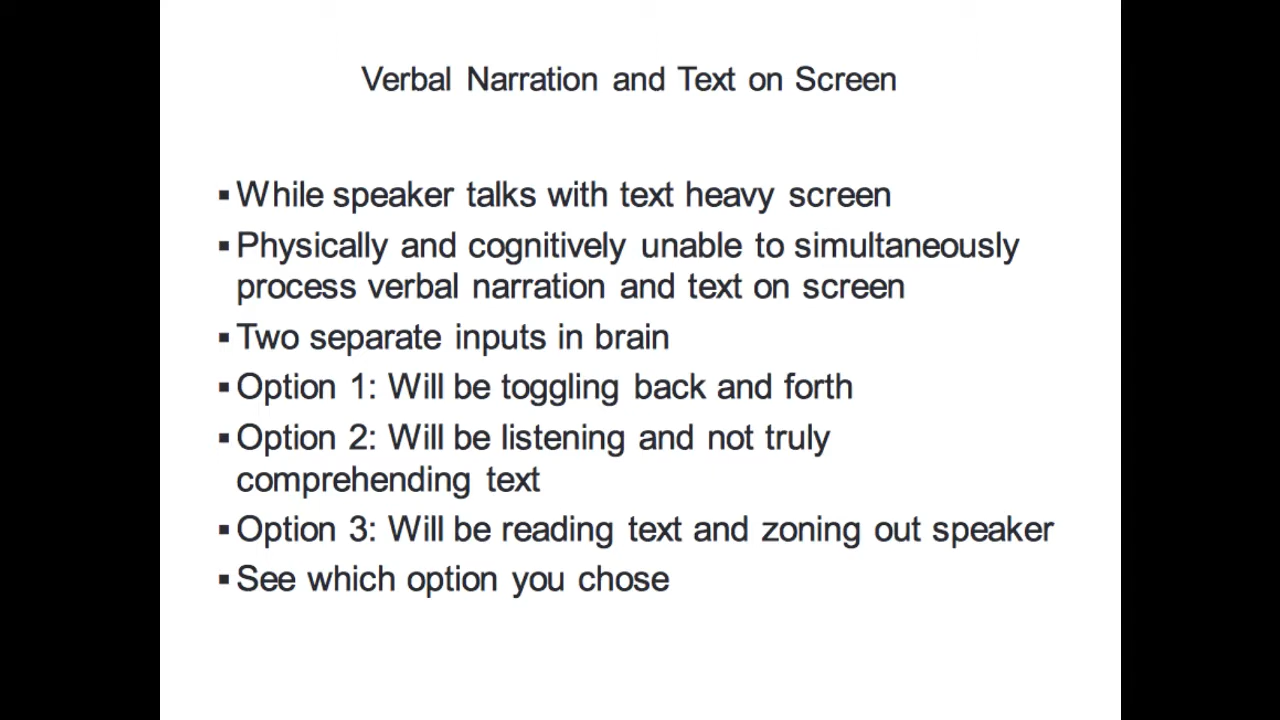 Verbal Narration and Text on Screen
▪While speaker talks with text heavy screen
▪Physically and cognitively unable to simultaneously
process verbal narration and text on screen
▪Two separate inputs in brain
▪Option 1: Will be toggling back and forth
▪Option 2: Will be listening and not truly
comprehending text
▪Option 3: Will be reading text and zoning out speaker
▪See which option you chose